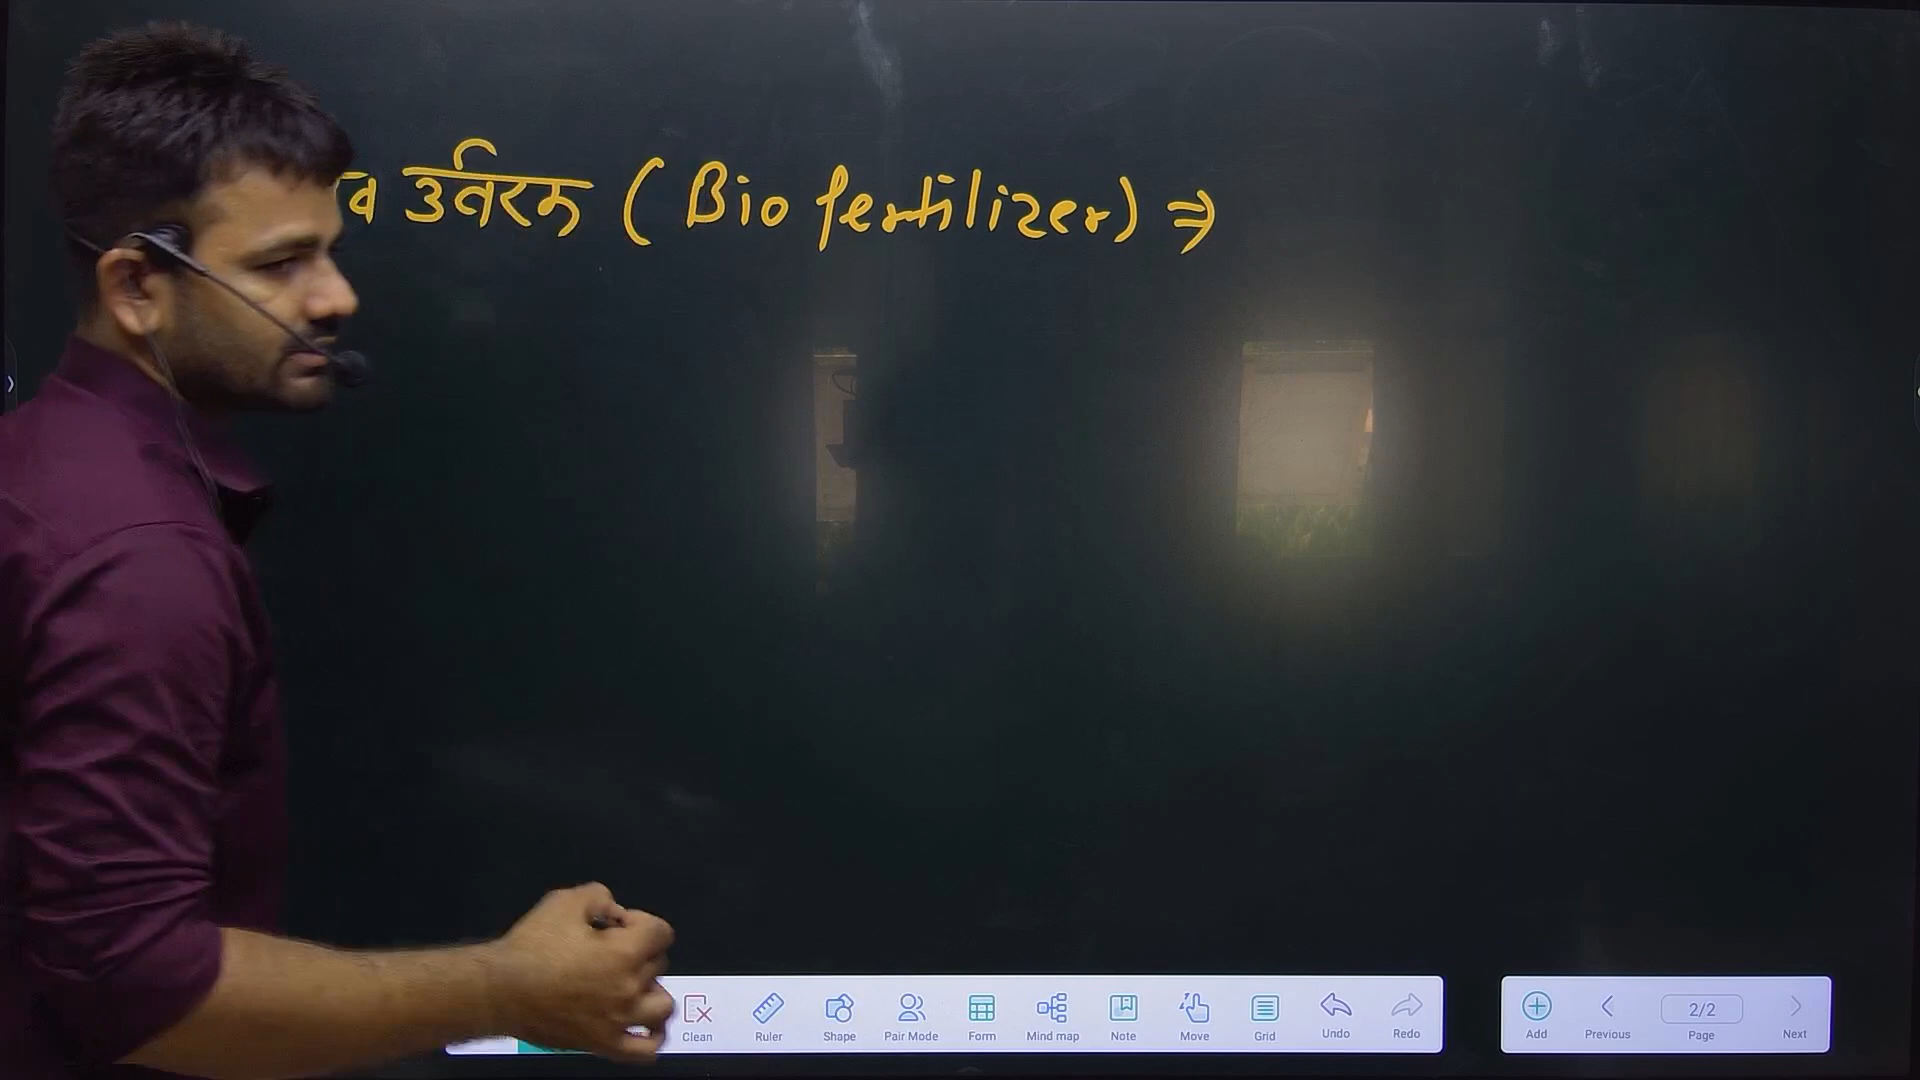 व उर्वरक ( Bio fertilizer ) ⇒
Clean Ruler Shape Pair Mode Form Mind map Note Move Grid Undo Redo Add Previous 2/2 Page Next